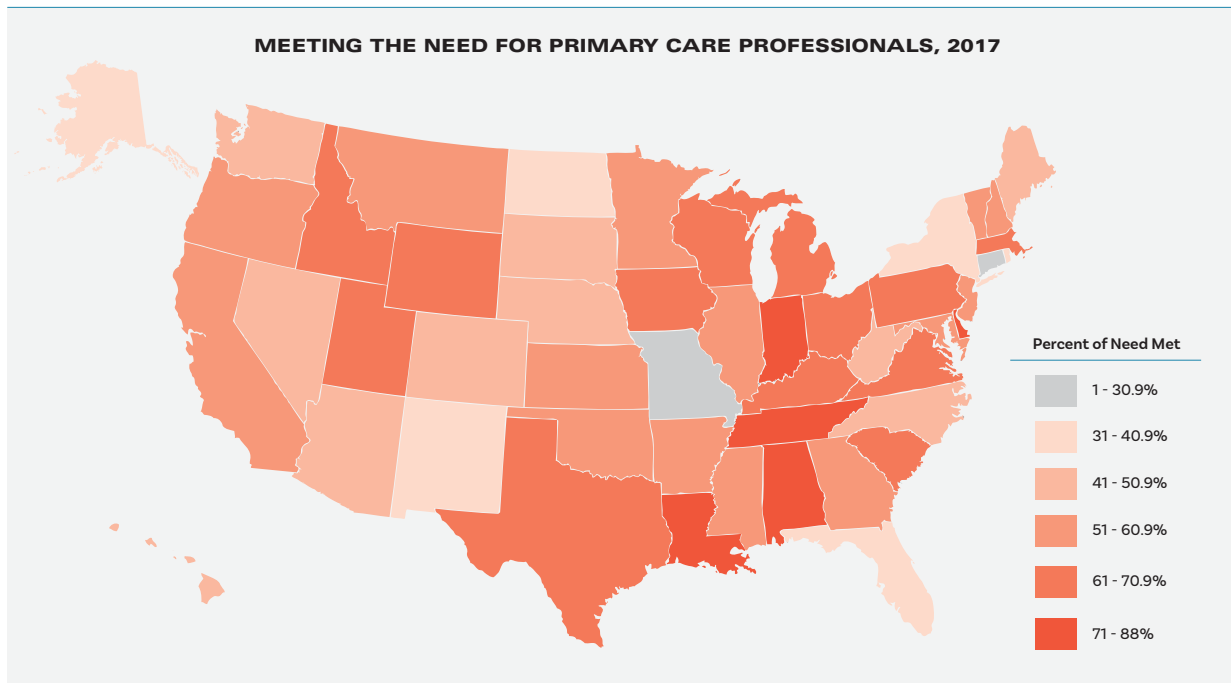 MEETING THE NEED FOR PRIMARY CARE PROFESSIONALS, 2017
Percent of Need Met
1 - 30.9%
31 - 40.9%
41 - 50.9%
51 - 60.9%
61 - 70.9%
71 - 88%